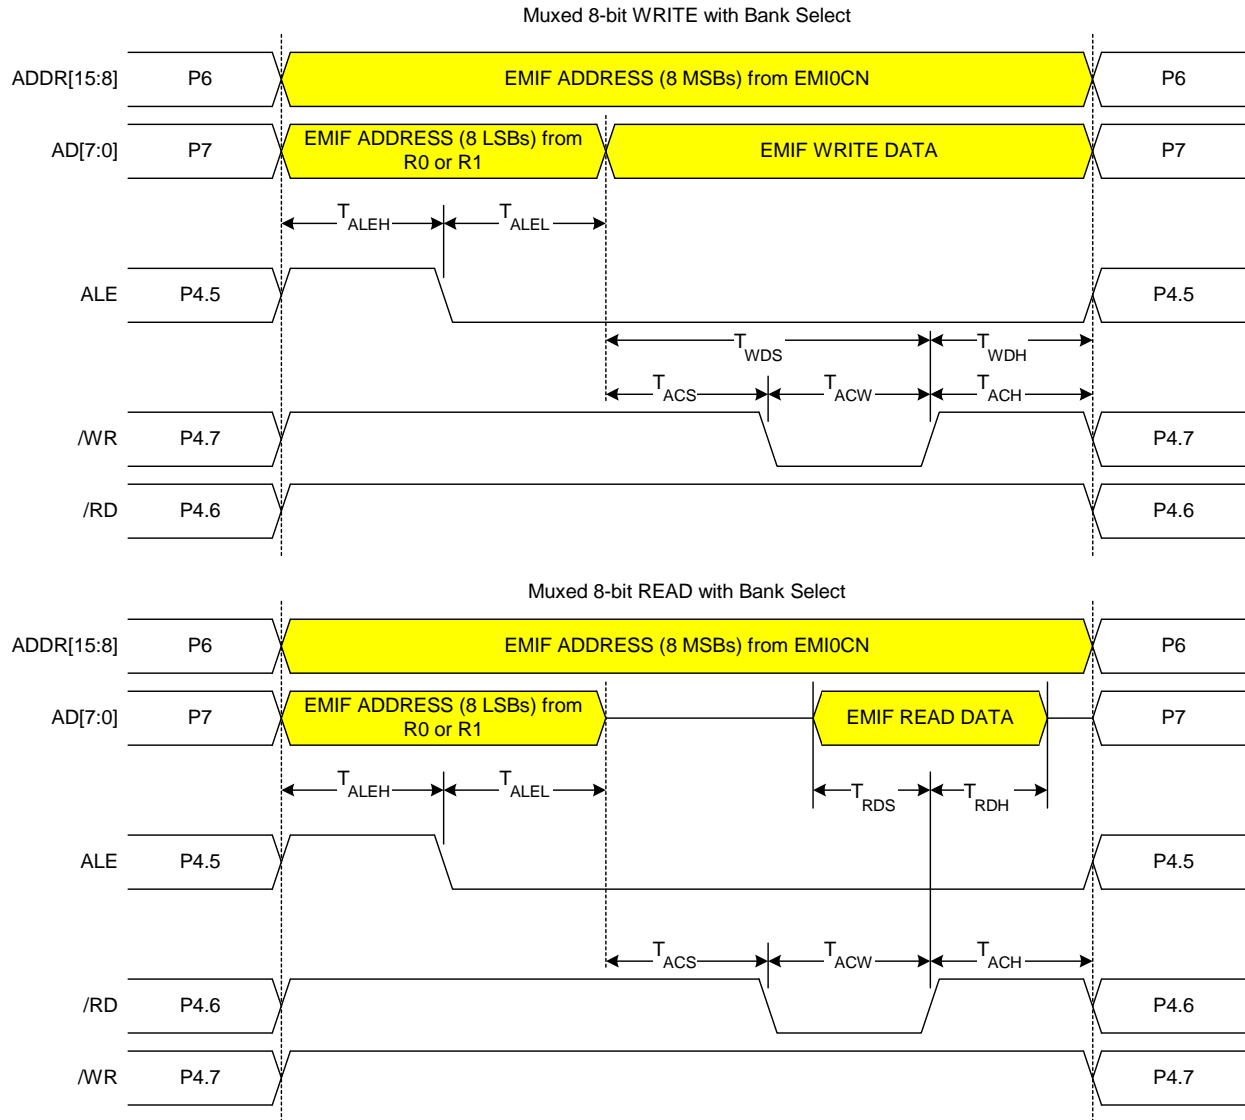 Muxed 8-bit WRITE with Bank Select
ADDR[15:8] P6 EMIF ADDRESS (8 MSBs) from EMI0CN P6
AD[7:0] P7 EMIF ADDRESS (8 LSBs) from R0 or R1 EMIF WRITE DATA P7
TALEH TALEL
ALE P4.5 P4.5
TWDS TWDH
TACS TACW TACH
/WR P4.7 P4.7
/RD P4.6 P4.6
Muxed 8-bit READ with Bank Select
ADDR[15:8] P6 EMIF ADDRESS (8 MSBs) from EMI0CN P6
AD[7:0] P7 EMIF ADDRESS (8 LSBs) from R0 or R1 EMIF READ DATA P7
TALEH TALEL TRDS TRDH
ALE P4.5 P4.5
TACS TACW TACH
/RD P4.6 P4.6
/WR P4.7 P4.7